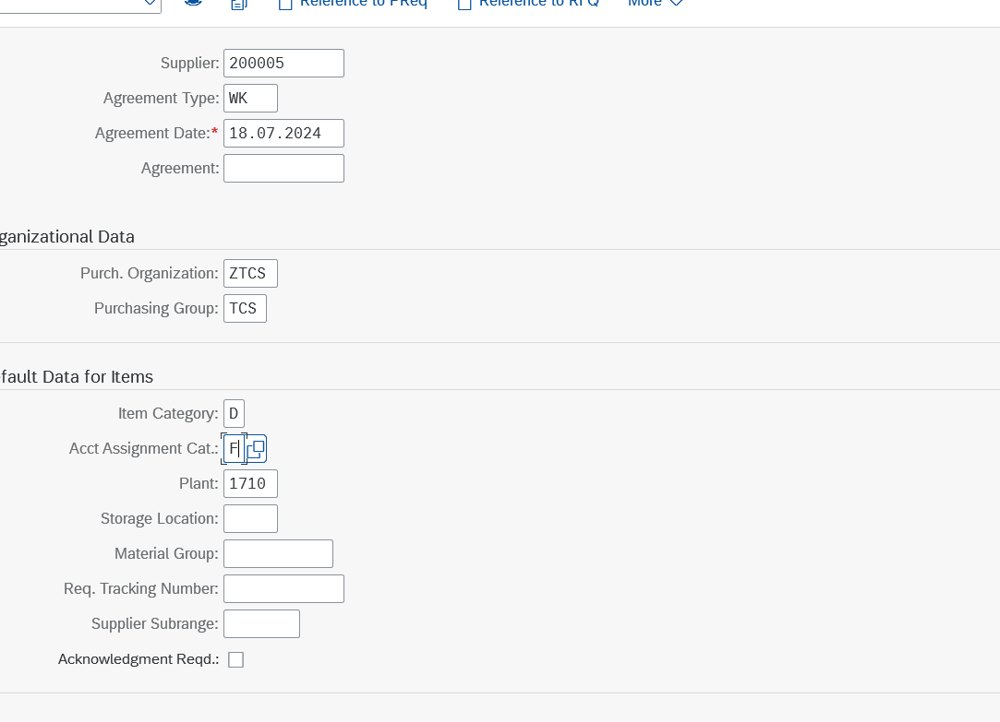 Reference to PReq Reference to RFQ More
Supplier: 200005
Agreement Type: WK
Agreement Date:* 18.07.2024
Agreement:
ganizational Data
Purch. Organization: ZTCS
Purchasing Group: TCS
fault Data for Items
Item Category: D
Acct Assignment Cat.: F
Plant: 1710
Storage Location:
Material Group:
Req. Tracking Number:
Supplier Subrange:
Acknowledgment Reqd.: